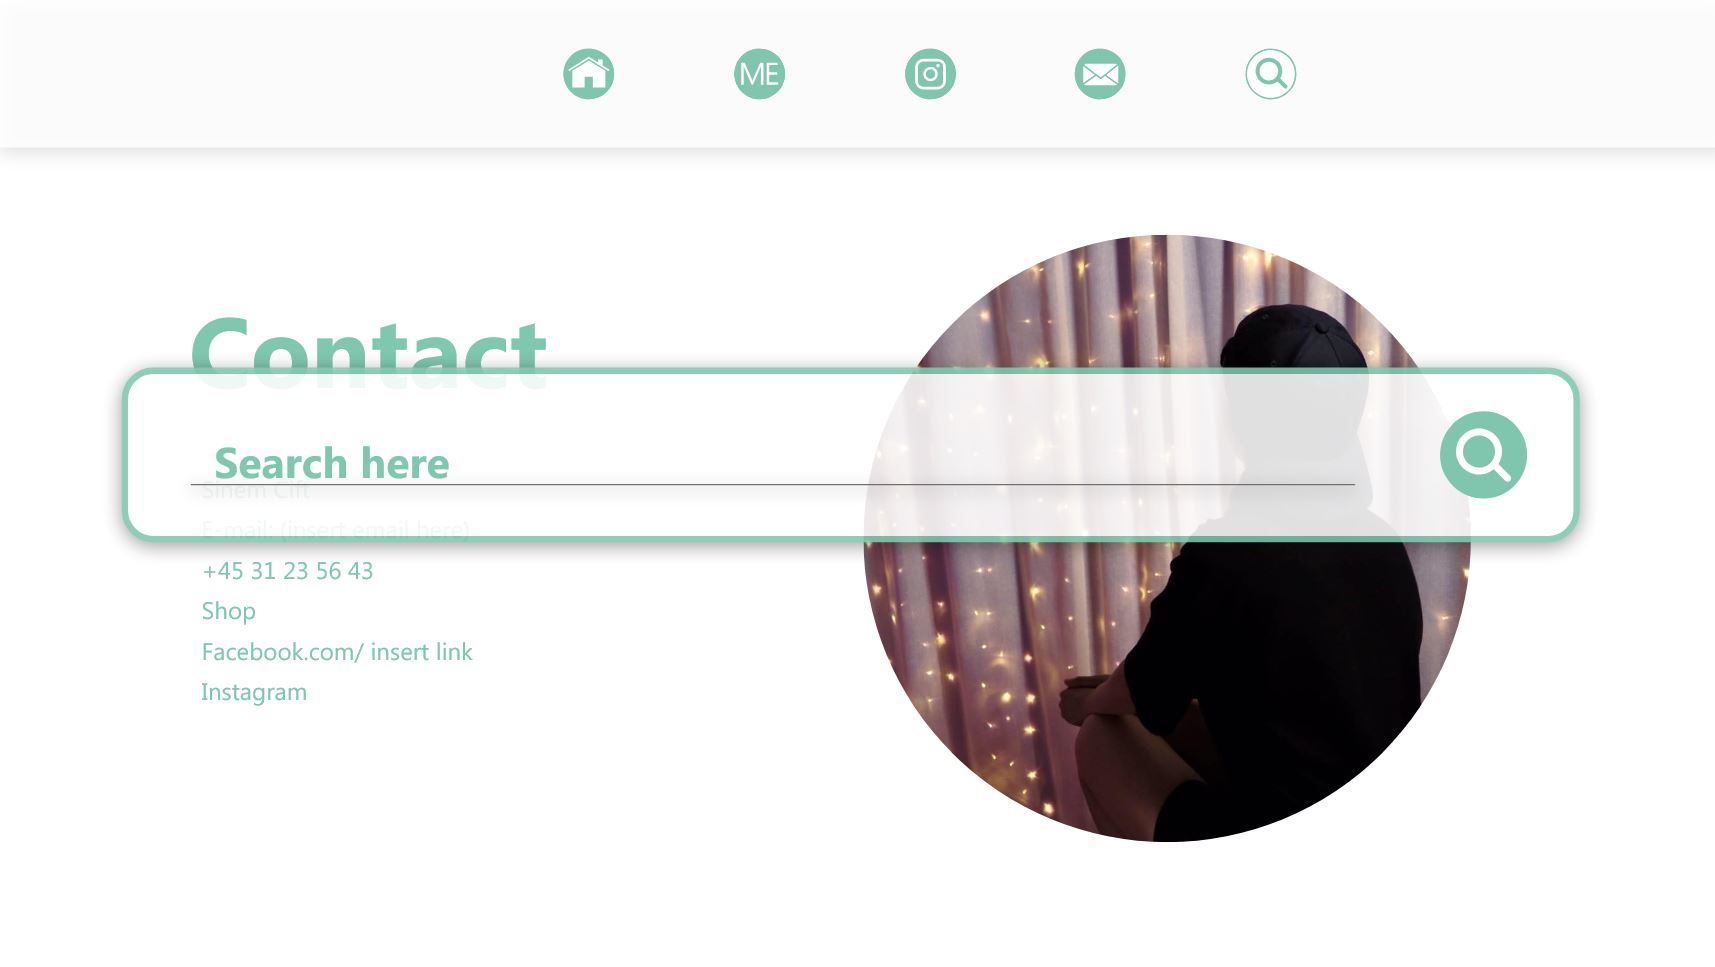 ME
Contact
Search here
Sinem Cift
E-mail: (insert email here)
+45 31 23 56 43
Shop
Facebook.com/ insert link
Instagram